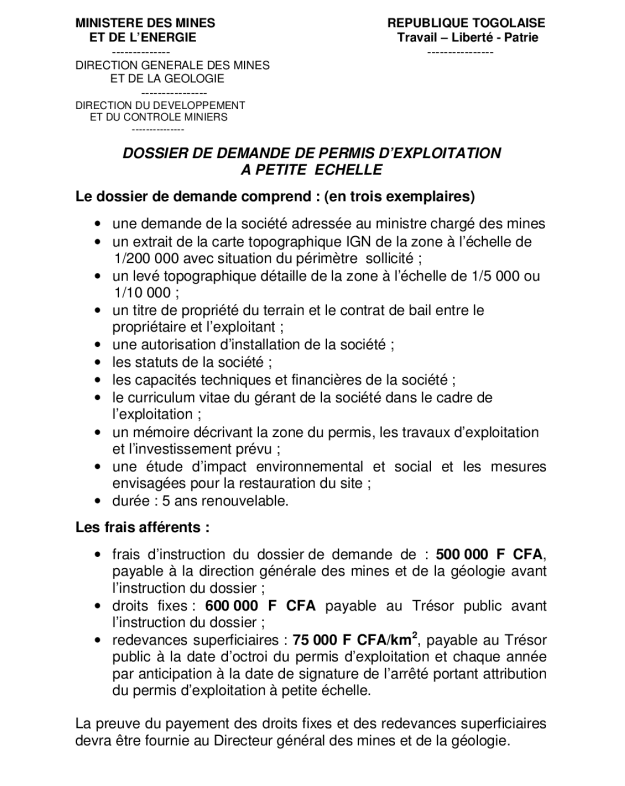 MINISTERE DES MINES
ET DE L'ENERGIE
--------------
DIRECTION GENERALE DES MINES
ET DE LA GEOLOGIE
----------------
DIRECTION DU DEVELOPPEMENT
ET DU CONTROLE MINIERS
---------------
REPUBLIQUE TOGOLAISE
Travail – Liberté - Patrie
----------------
DOSSIER DE DEMANDE DE PERMIS D'EXPLOITATION
A PETITE ECHELLE
Le dossier de demande comprend : (en trois exemplaires)
• une demande de la société adressée au ministre chargé des mines
• un extrait de la carte topographique IGN de la zone à l'échelle de
1/200 000 avec situation du périmètre sollicité ;
• un levé topographique détaille de la zone à l'échelle de 1/5 000 ou
1/10 000 ;
• un titre de propriété du terrain et le contrat de bail entre le
propriétaire et l'exploitant ;
• une autorisation d'installation de la société ;
• les statuts de la société ;
• les capacités techniques et financières de la société ;
• le curriculum vitae du gérant de la société dans le cadre de
l'exploitation ;
• un mémoire décrivant la zone du permis, les travaux d'exploitation
et l'investissement prévu ;
• une étude d'impact environnemental et social et les mesures
envisagées pour la restauration du site ;
• durée : 5 ans renouvelable.
Les frais afférents :
• frais d'instruction du dossier de demande de : 500 000 F CFA,
payable à la direction générale des mines et de la géologie avant
l'instruction du dossier ;
• droits fixes : 600 000 F CFA payable au Trésor public avant
l'instruction du dossier ;
• redevances superficiaires : 75 000 F CFA/km², payable au Trésor
public à la date d'octroi du permis d'exploitation et chaque année
par anticipation à la date de signature de l'arrêté portant attribution
du permis d'exploitation à petite échelle.
La preuve du payement des droits fixes et des redevances superficiaires
devra être fournie au Directeur général des mines et de la géologie.